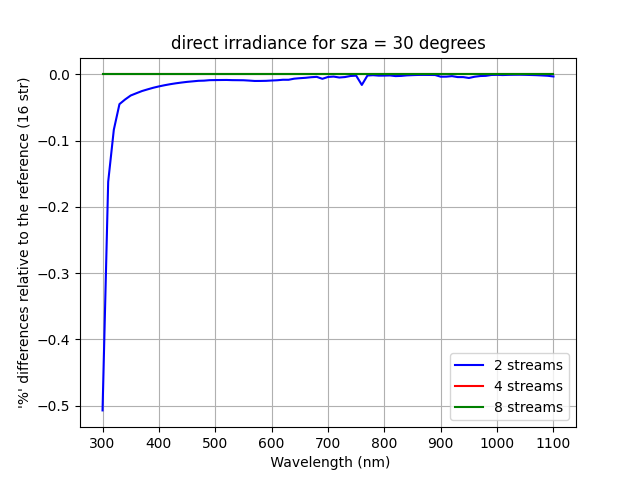 direct irradiance for sza = 30 degrees
'%' differences relative to the reference (16 str)
0.0
−0.1
−0.2
−0.3
−0.4
−0.5
2 streams
4 streams
8 streams
300 400 500 600 700 800 900 1000 1100
Wavelength (nm)